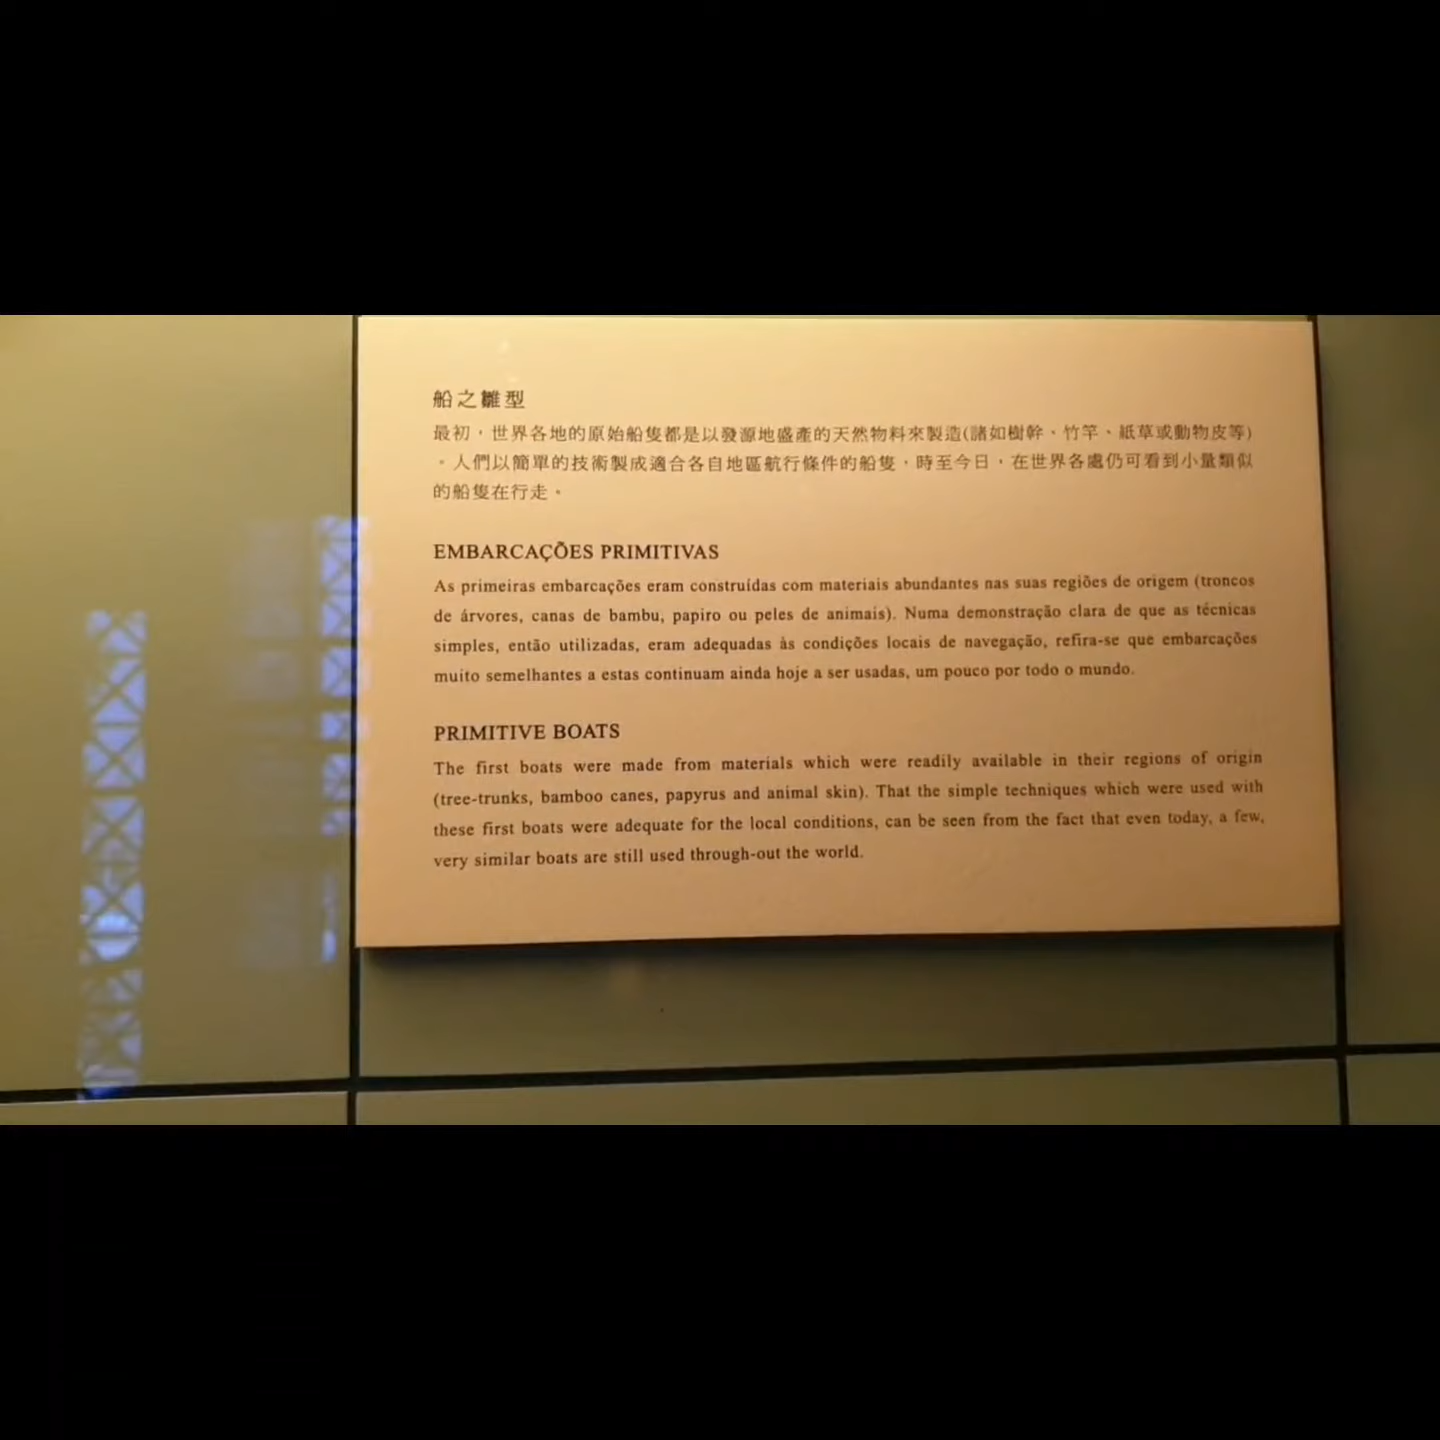 船之雛型
最初，世界各地的原始船隻都是以發源地盛產的天然物料來製造(諸如樹幹、竹竿、紙草或動物皮等)
。人們以簡單的技術製成適合各自地區航行條件的船隻，時至今日，在世界各處仍可看到小量類似
的船隻在行走。
EMBARCAÇÕES PRIMITIVAS
As primeiras embarcações eram construídas com materiais abundantes nas suas regiões de origem (troncos
de árvores, canas de bambu, papiro ou peles de animais). Numa demonstração clara de que as técnicas
simples, então utilizadas, eram adequadas às condições locais de navegação, refira-se que embarcações
muito semelhantes a estas continuam ainda hoje a ser usadas, um pouco por todo o mundo.
PRIMITIVE BOATS
The first boats were made from materials which were readily available in their regions of origin
(tree-trunks, bamboo canes, papyrus and animal skin). That the simple techniques which were used with
these first boats were adequate for the local conditions, can be seen from the fact that even today, a few,
very similar boats are still used through-out the world.